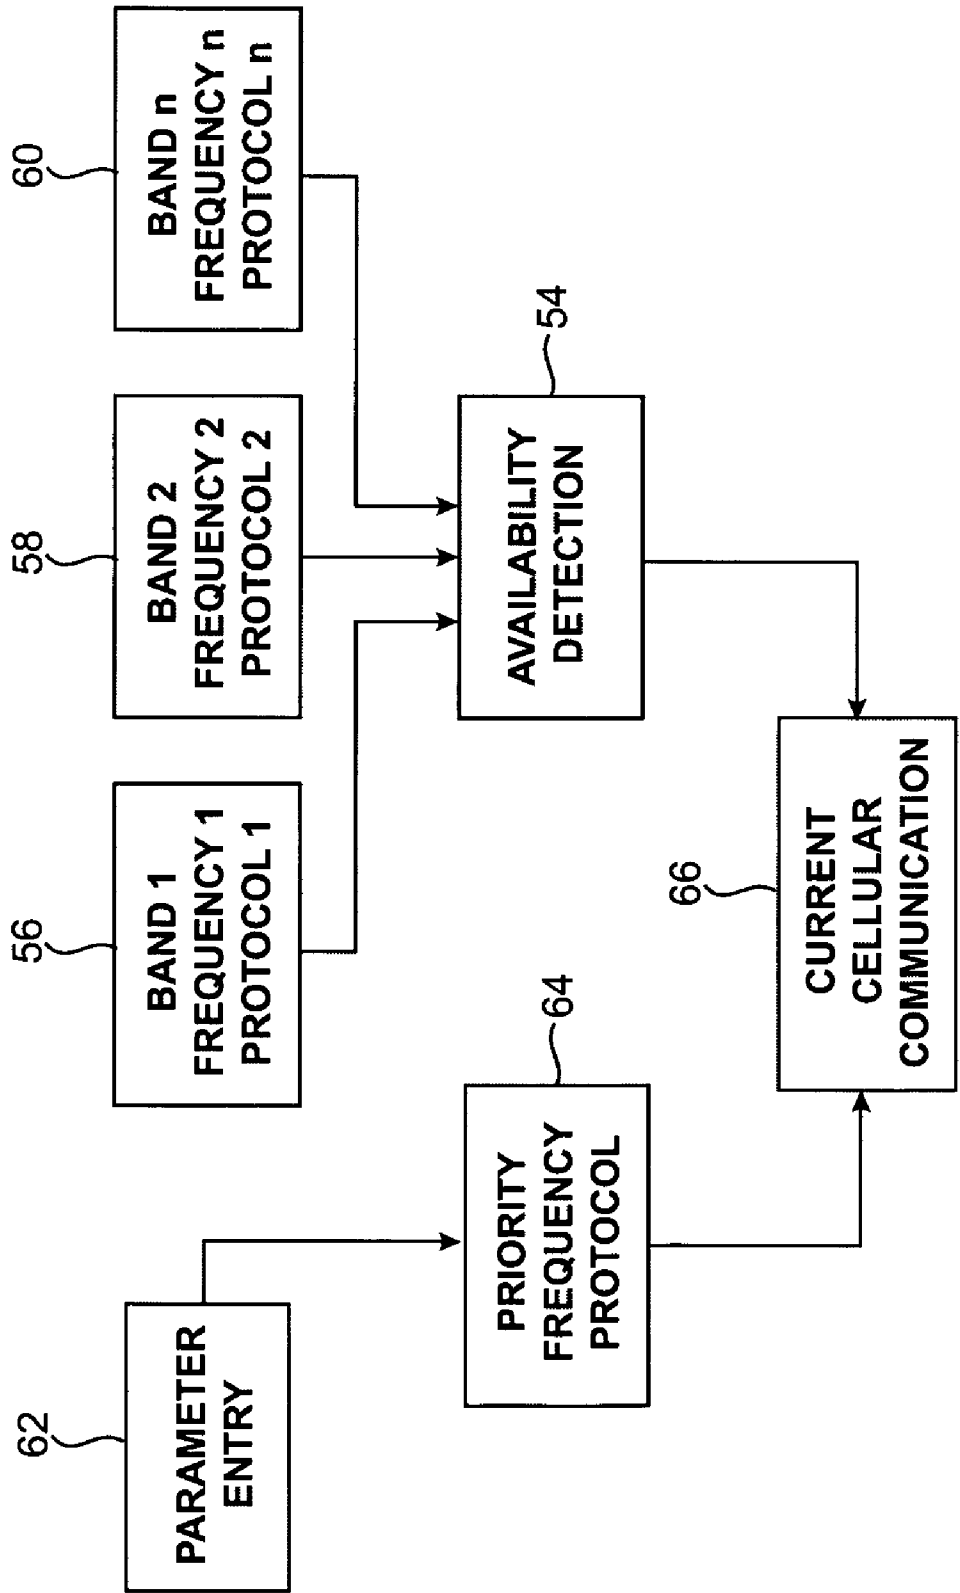 60
BAND n
FREQUENCY n
PROTOCOL n
58
BAND 2
FREQUENCY 2
PROTOCOL 2
56
BAND 1
FREQUENCY 1
PROTOCOL 1
62
PARAMETER
ENTRY
54
AVAILABILITY
DETECTION
64
PRIORITY
FREQUENCY
PROTOCOL
66
CURRENT
CELLULAR
COMMUNICATION